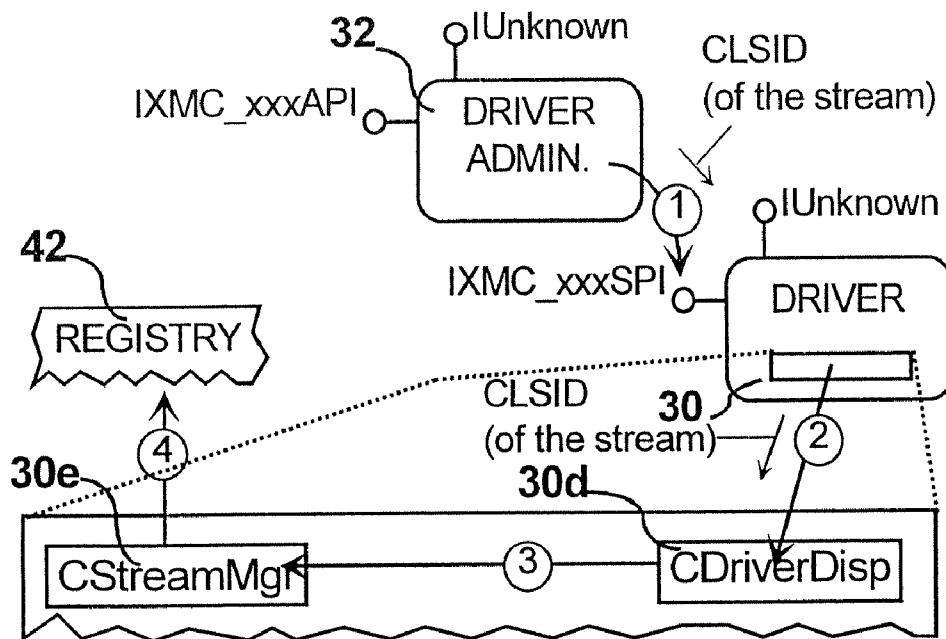 32
IUnknown
IXMC_xxxAPI
DRIVER
ADMIN.
CLSID
(of the stream)
1
IUnknown
42
IXMC_xxxSPI
DRIVER
REGISTRY
CLSID
(of the stream)
30
2
4
30e
30d
CStreamMgr
3
CDriverDisp